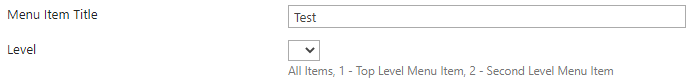 Menu Item Title
Test
Level
All Items, 1 - Top Level Menu Item, 2 - Second Level Menu Item